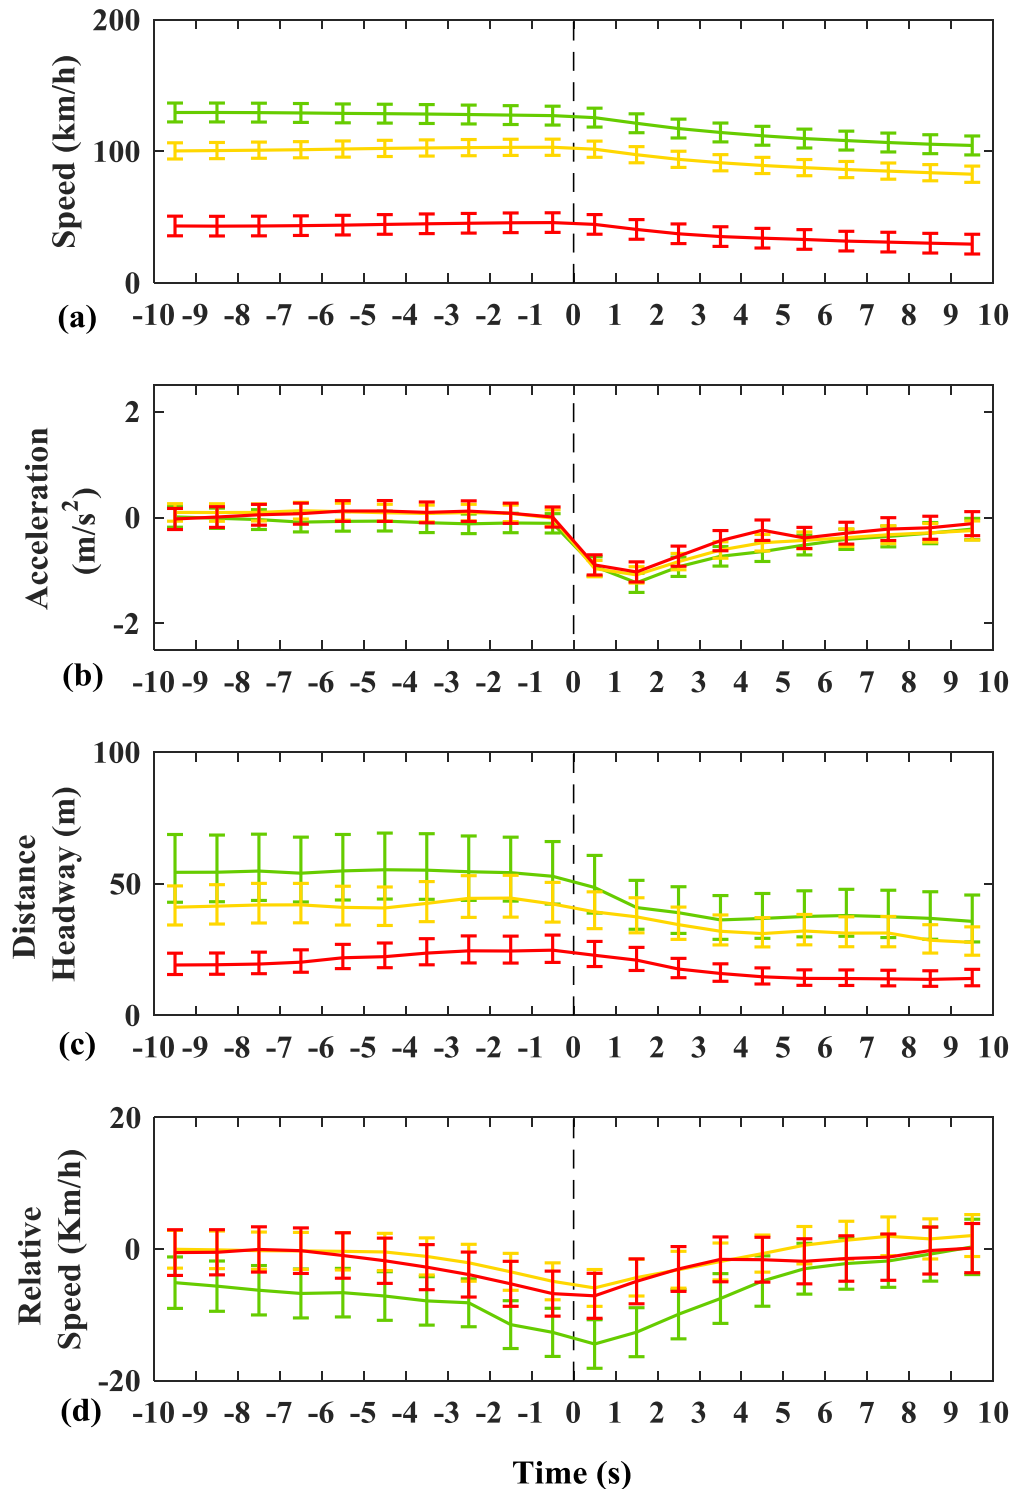 200
100
0
Speed (km/h)
(a)
-10 -9 -8 -7 -6 -5 -4 -3 -2 -1 0 1 2 3 4 5 6 7 8 9 10
2
0
-2
Acceleration
(m/s²)
(b)
-10 -9 -8 -7 -6 -5 -4 -3 -2 -1 0 1 2 3 4 5 6 7 8 9 10
100
50
0
Distance
Headway (m)
(c)
-10 -9 -8 -7 -6 -5 -4 -3 -2 -1 0 1 2 3 4 5 6 7 8 9 10
20
0
-20
Relative
Speed (Km/h)
(d)
-10 -9 -8 -7 -6 -5 -4 -3 -2 -1 0 1 2 3 4 5 6 7 8 9 10
Time (s)